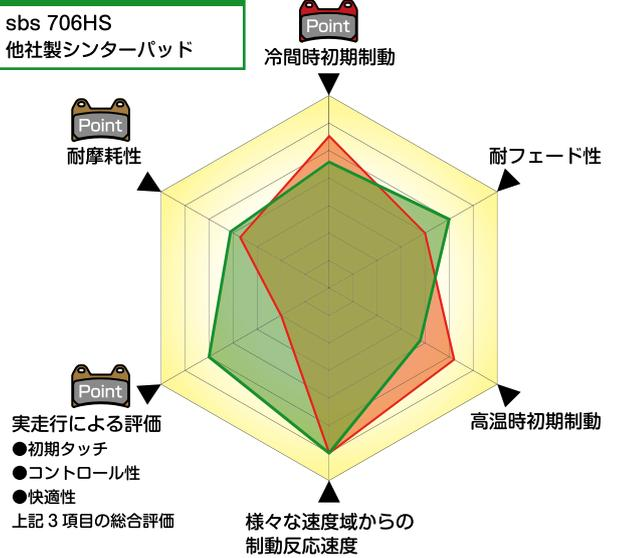 sbs 706HS
他社製シンターパッド
Point
冷間時初期制動
Point
耐摩耗性
耐フェード性
Point
実走行による評価
●初期タッチ
●コントロール性
●快適性
上記3項目の総合評価
高温時初期制動
様々な速度域からの
制動反応速度